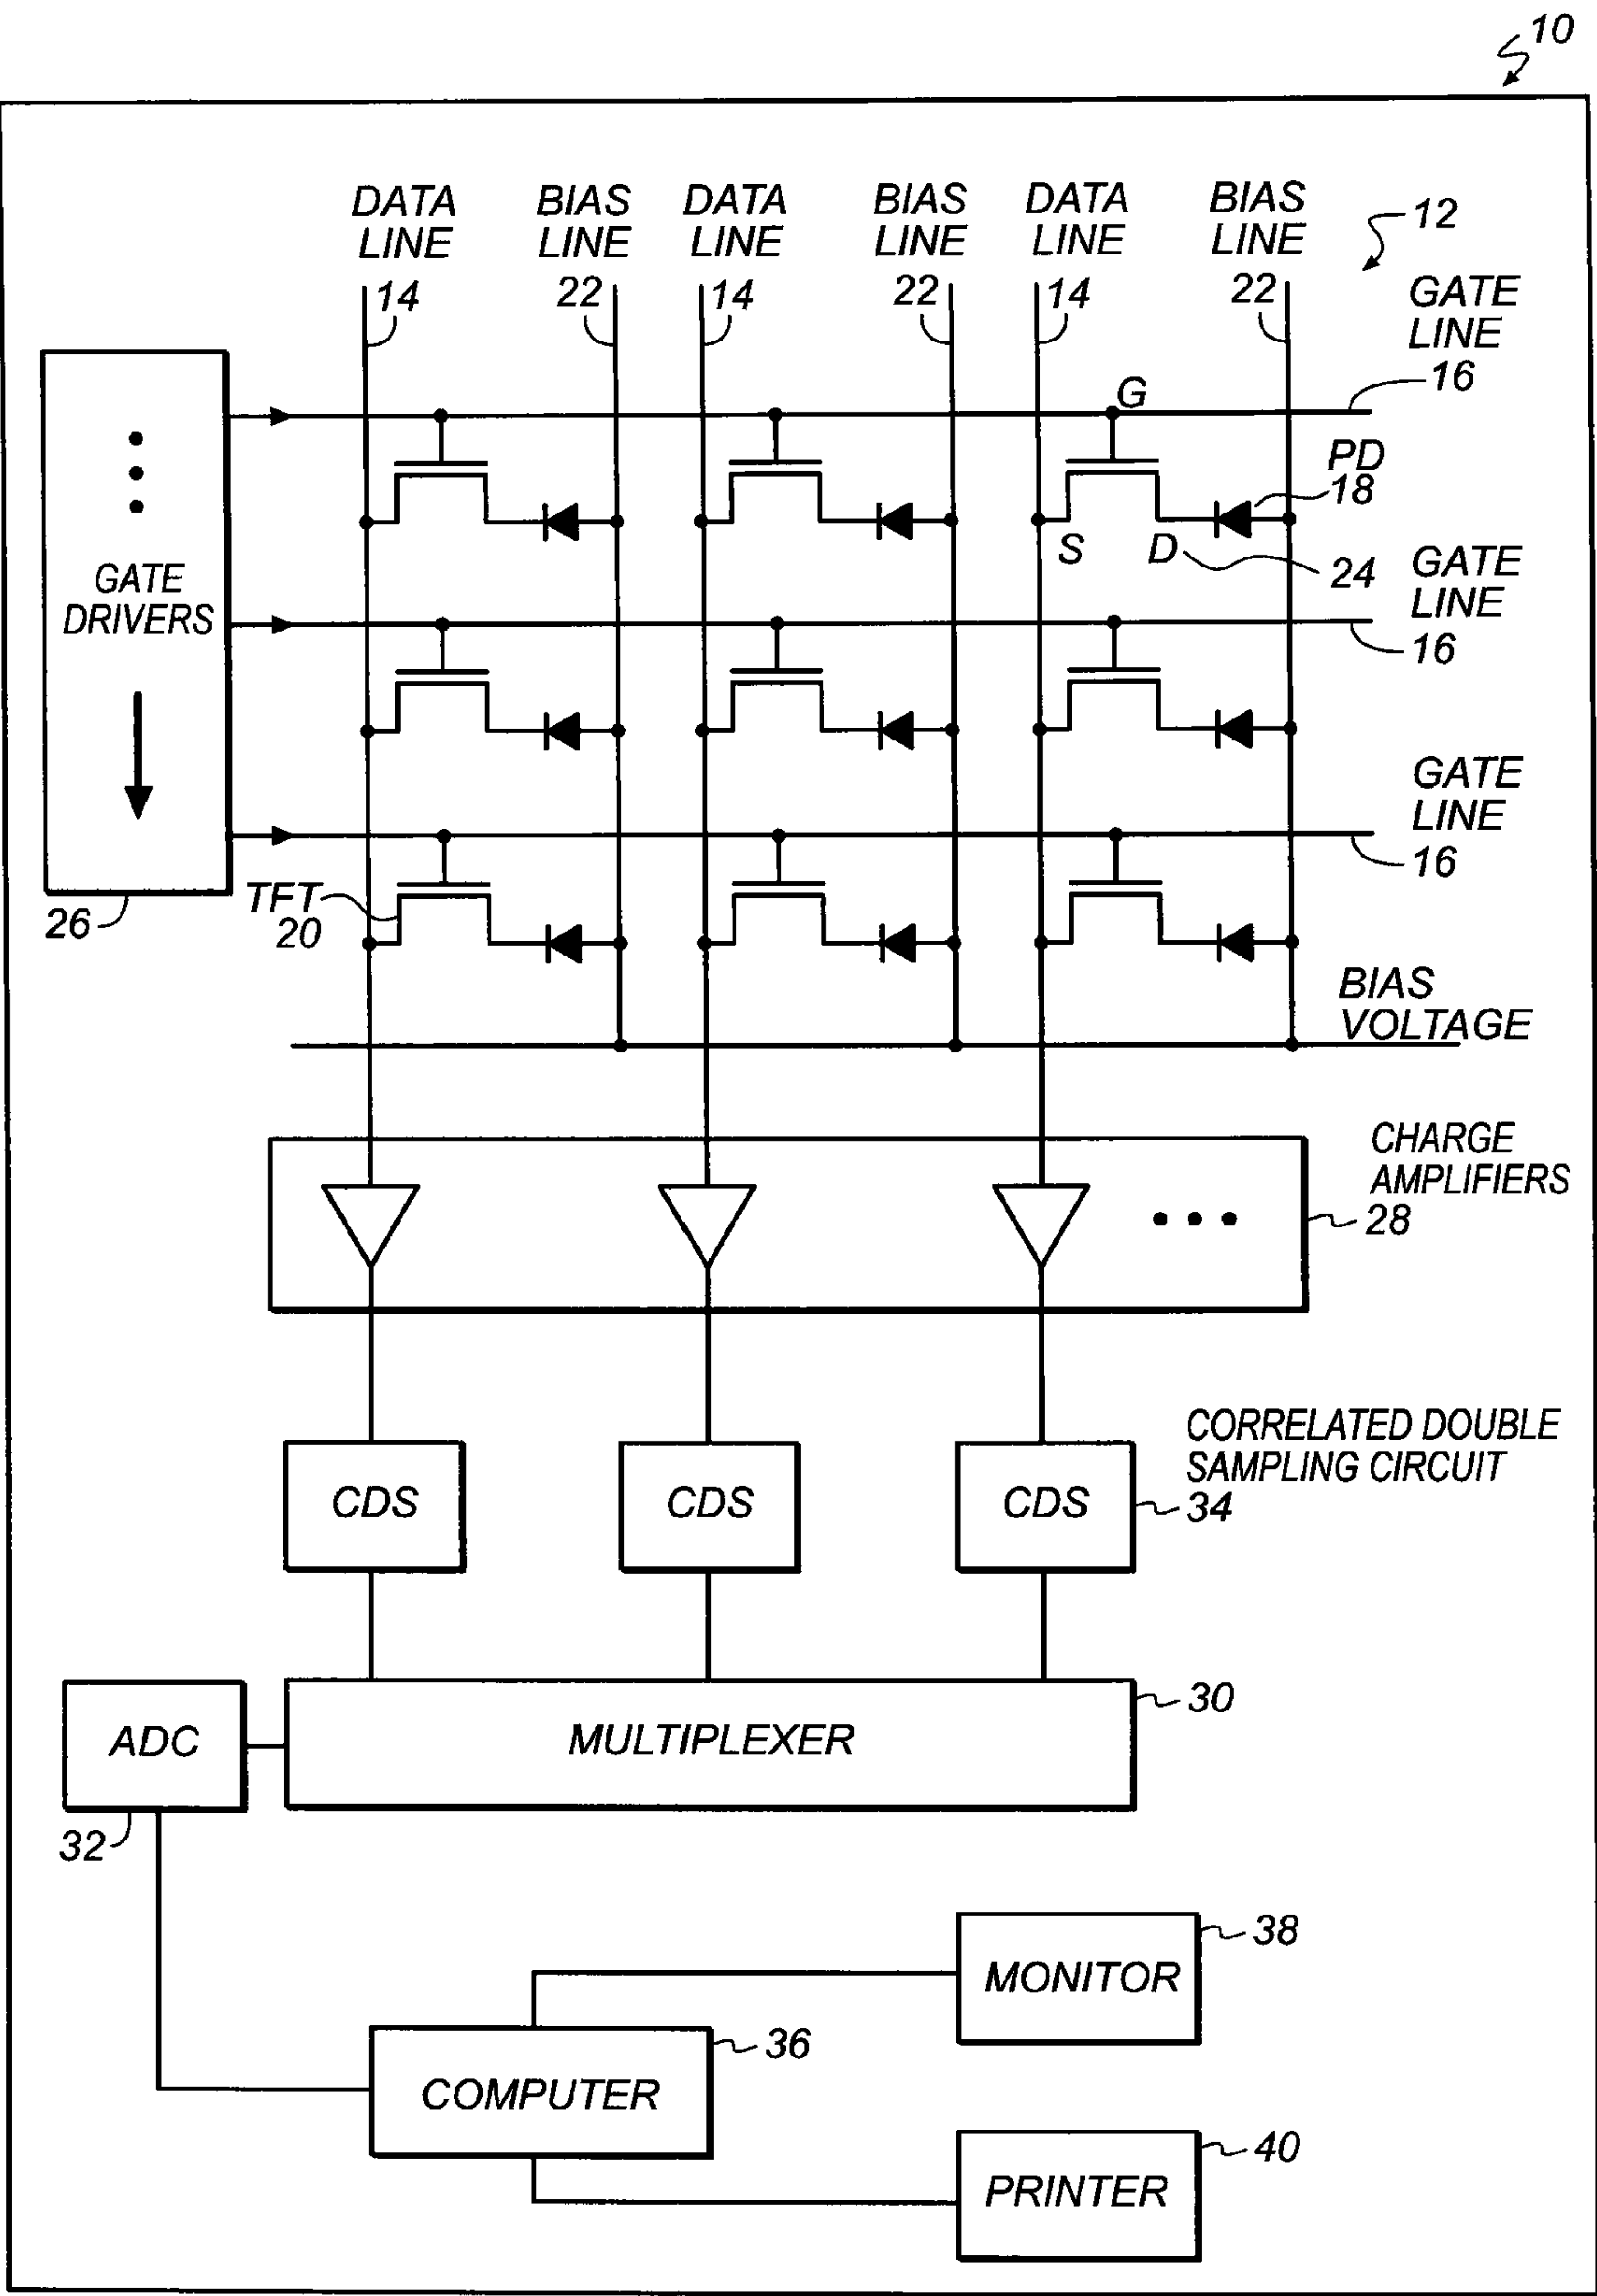 10
DATA LINE
BIAS LINE
DATA LINE
BIAS LINE
DATA LINE
BIAS LINE
12
14
22
14
22
14
22
GATE LINE
16
G
PD
18
S
D
24
GATE DRIVERS
GATE LINE
16
GATE LINE
16
TFT
20
26
BIAS VOLTAGE
CHARGE AMPLIFIERS
28
CORRELATED DOUBLE
SAMPLING CIRCUIT
CDS
CDS
CDS
34
30
ADC
MULTIPLEXER
32
38
MONITOR
36
COMPUTER
40
PRINTER